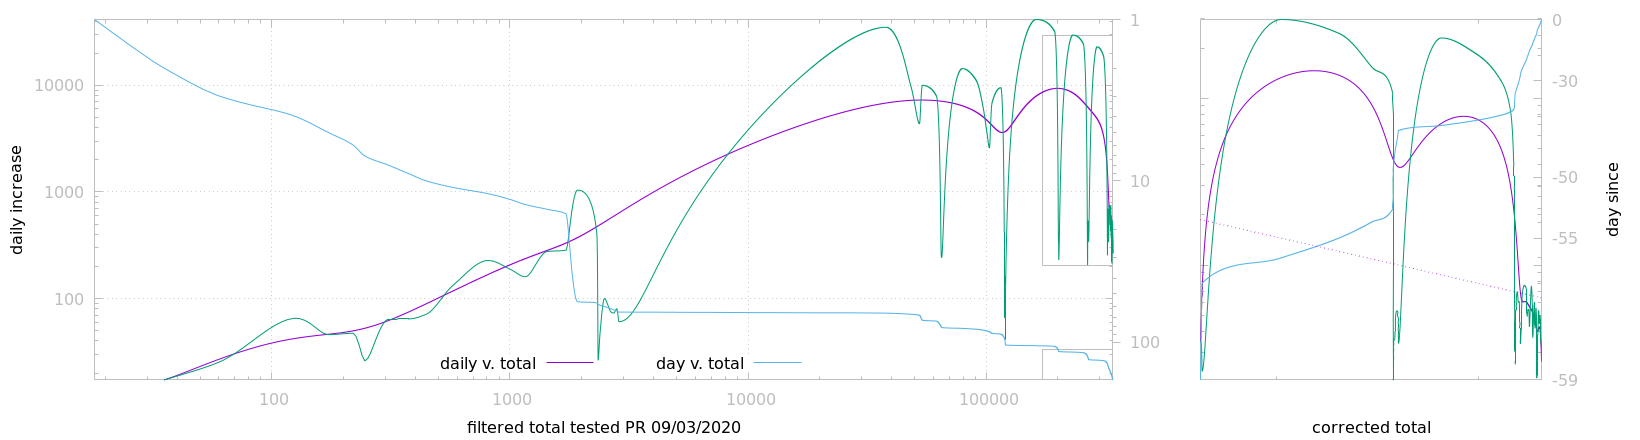 daily increase
10000
1000
100
daily v. total
day v. total
100
1000
10000
100000
filtered total tested PR 09/03/2020
1
10
100
0
-30
-50
-55
-59
day since
corrected total